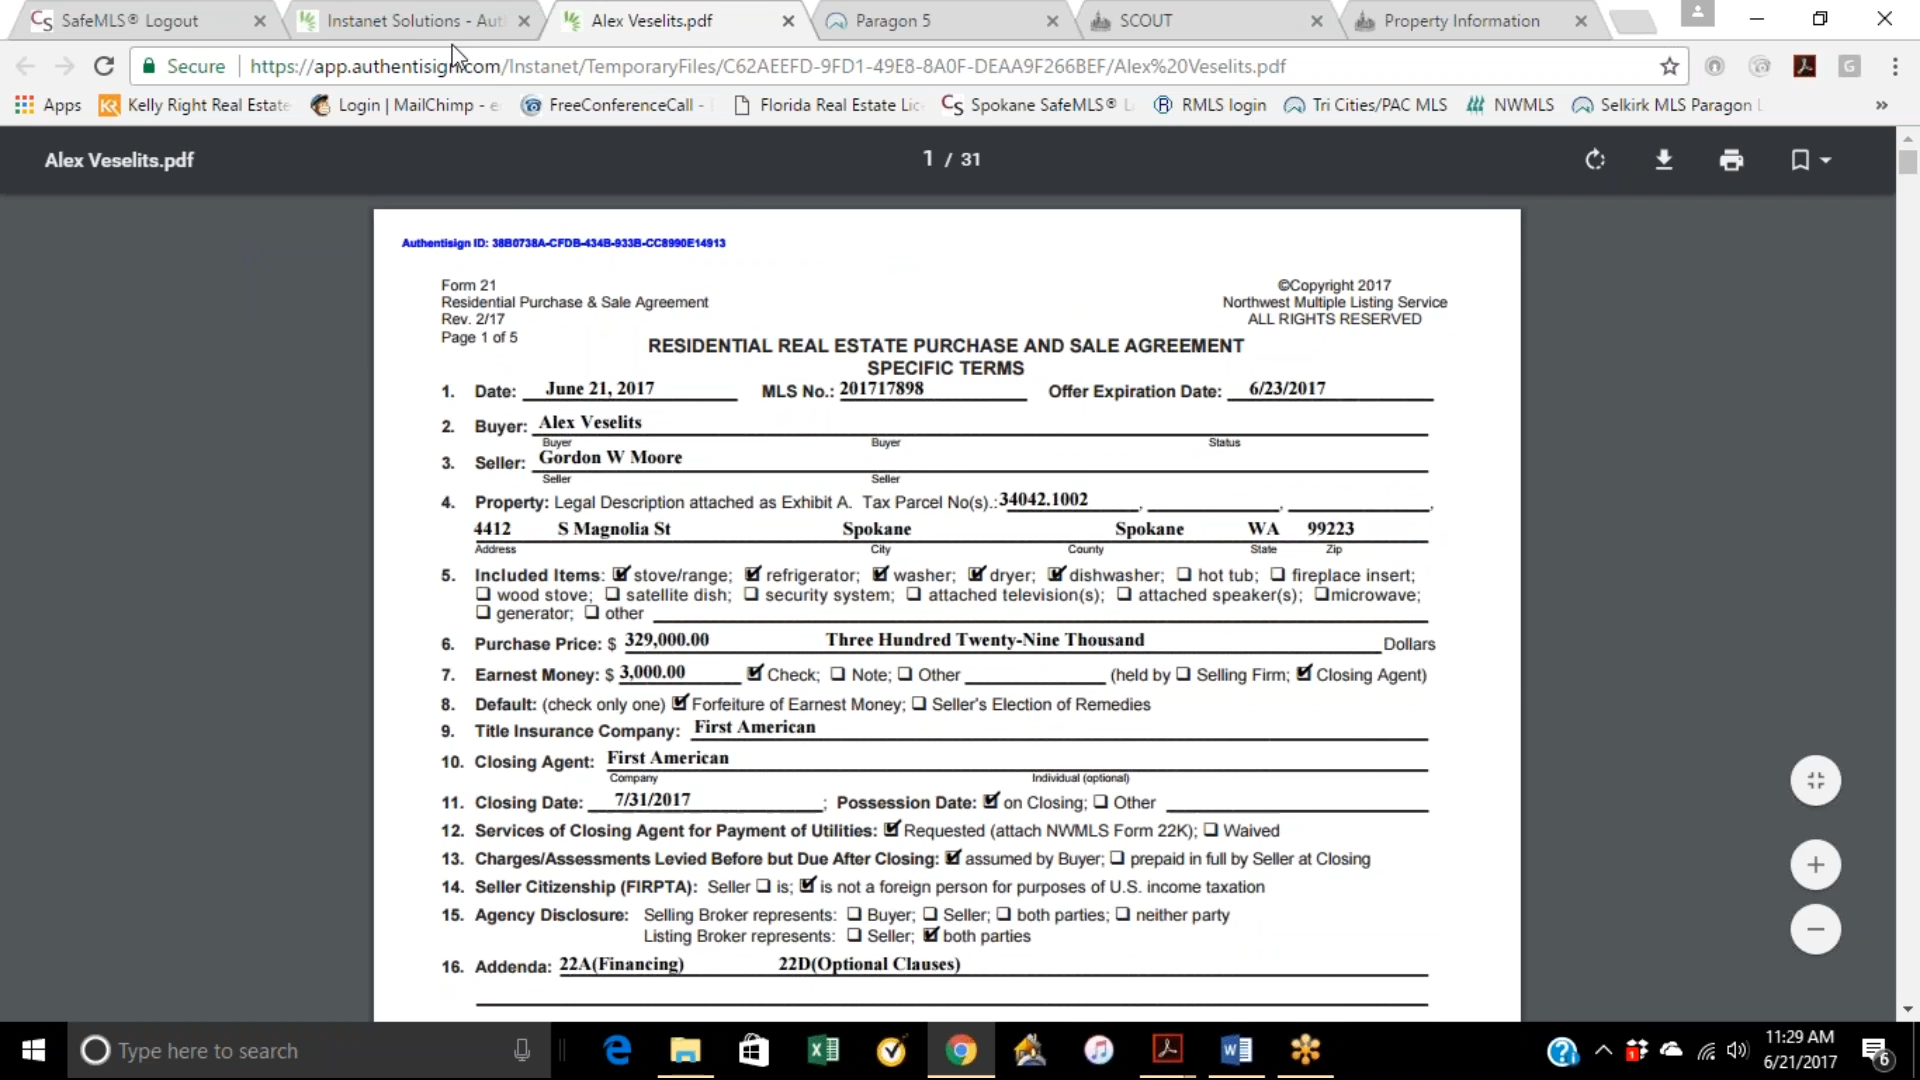 SafeMLS® Logout
Instanet Solutions - Aut
Alex Veselits.pdf
Paragon 5
SCOUT
Property Information
Secure
https://app.authentisign.com/Instanet/TemporaryFiles/C62AEEFD-9FD1-49E8-8A0F-DEAA9F266BEF/Alex%20Veselits.pdf
Apps
Kelly Right Real Estate
Login | MailChimp - e
FreeConferenceCall -
Florida Real Estate Lic
Spokane SafeMLS® L
RMLS login
Tri Cities/PAC MLS
NWMLS
Selkirk MLS Paragon L
»
Alex Veselits.pdf
1 / 31
Authentisign ID: 38B0738A-CFDB-434B-933B-CC8990E14913
Form 21
Residential Purchase & Sale Agreement
Rev. 2/17
Page 1 of 5
©Copyright 2017
Northwest Multiple Listing Service
ALL RIGHTS RESERVED
RESIDENTIAL REAL ESTATE PURCHASE AND SALE AGREEMENT
SPECIFIC TERMS
1. Date: June 21, 2017 MLS No.: 201717898 Offer Expiration Date: 6/23/2017
2. Buyer: Alex Veselits
Buyer Buyer Status
3. Seller: Gordon W Moore
Seller Seller
4. Property: Legal Description attached as Exhibit A. Tax Parcel No(s).: 34042.1002 , , ,
4412 S Magnolia St Spokane Spokane WA 99223
Address City County State Zip
5. Included Items: stove/range; refrigerator; washer; dryer; dishwasher; hot tub; fireplace insert;
wood stove; satellite dish; security system; attached television(s); attached speaker(s); microwave;
generator; other
6. Purchase Price: $ 329,000.00 Three Hundred Twenty-Nine Thousand Dollars
7. Earnest Money: $ 3,000.00 Check; Note; Other (held by Selling Firm; Closing Agent)
8. Default: (check only one) Forfeiture of Earnest Money; Seller's Election of Remedies
9. Title Insurance Company: First American
10. Closing Agent: First American
Company Individual (optional)
11. Closing Date: 7/31/2017 ; Possession Date: on Closing; Other
12. Services of Closing Agent for Payment of Utilities: Requested (attach NWMLS Form 22K); Waived
13. Charges/Assessments Levied Before but Due After Closing: assumed by Buyer; prepaid in full by Seller at Closing
14. Seller Citizenship (FIRPTA): Seller is; is not a foreign person for purposes of U.S. income taxation
15. Agency Disclosure: Selling Broker represents: Buyer; Seller; both parties; neither party
Listing Broker represents: Seller; both parties
16. Addenda: 22A(Financing) 22D(Optional Clauses)
Type here to search
11:29 AM
6/21/2017
6